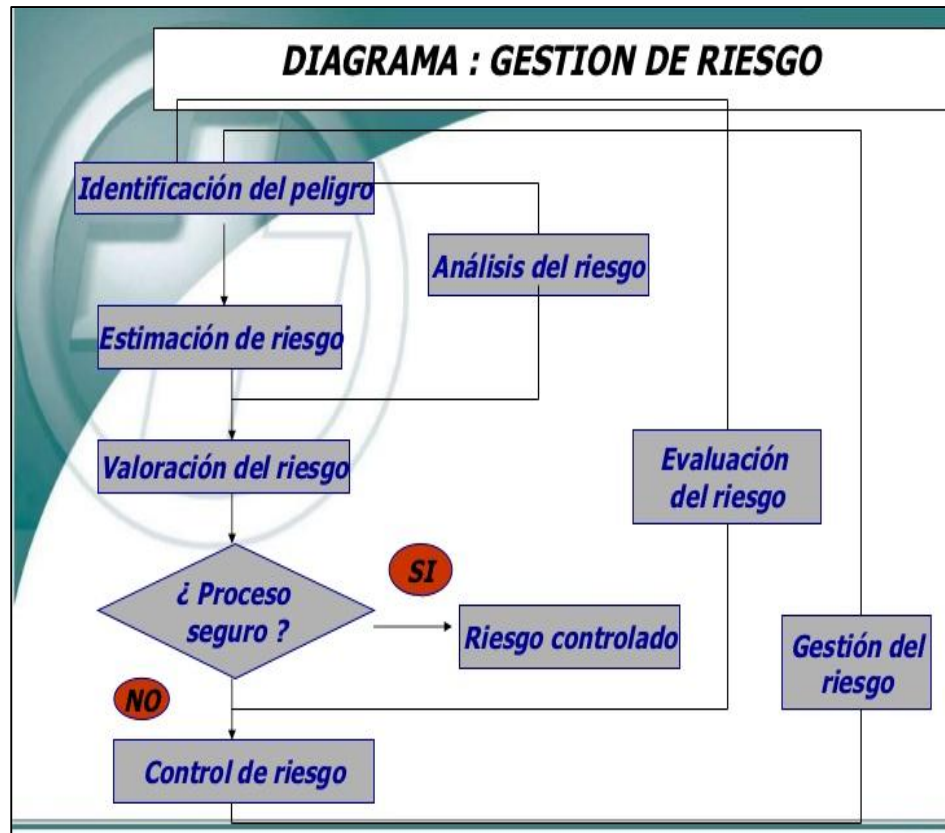 DIAGRAMA : GESTION DE RIESGO
Identificación del peligro
Análisis del riesgo
Estimación de riesgo
Valoración del riesgo
Evaluación
del riesgo
¿ Proceso
seguro ?
SI
Riesgo controlado
Gestión del
riesgo
NO
Control de riesgo